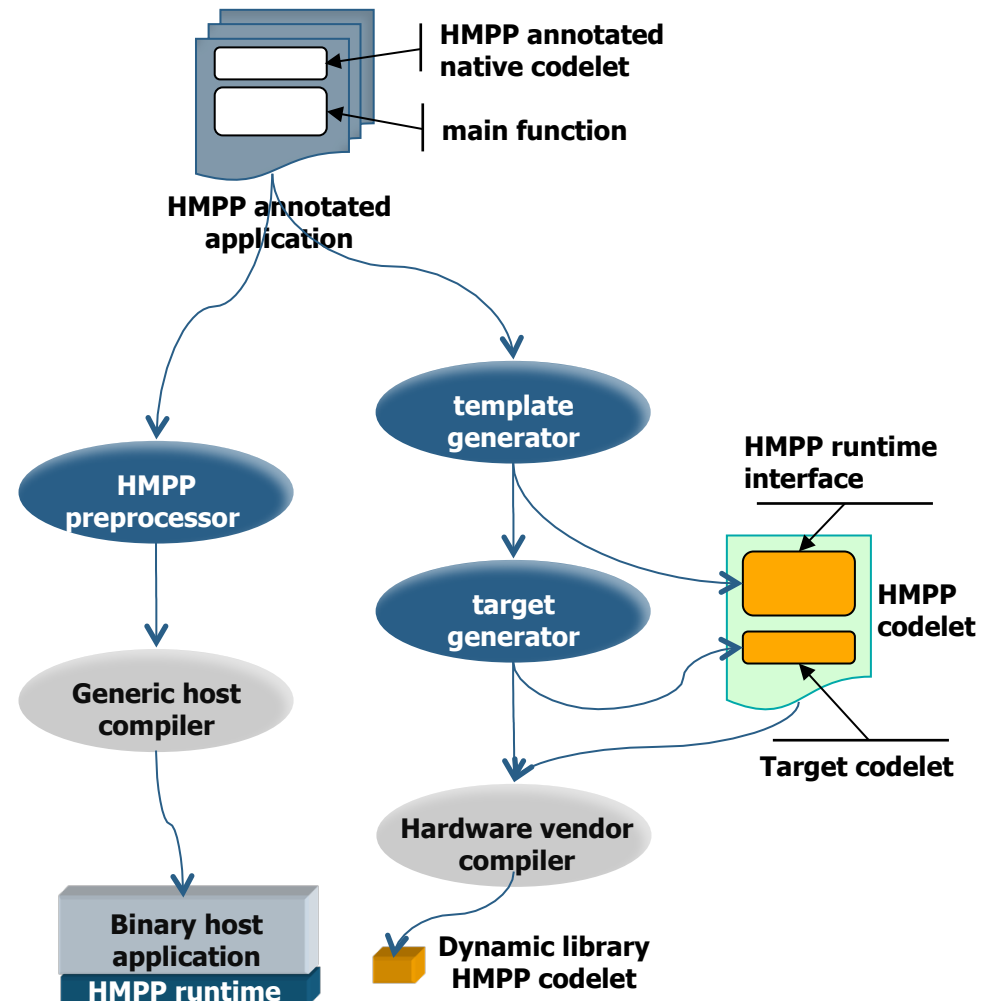 HMPP annotated
native codelet
main function
HMPP annotated
application
template
generator
HMPP runtime
interface
HMPP
preprocessor
target
generator
HMPP
codelet
Generic host
compiler
Target codelet
Hardware vendor
compiler
Binary host
application
Dynamic library
HMPP codelet
HMPP runtime